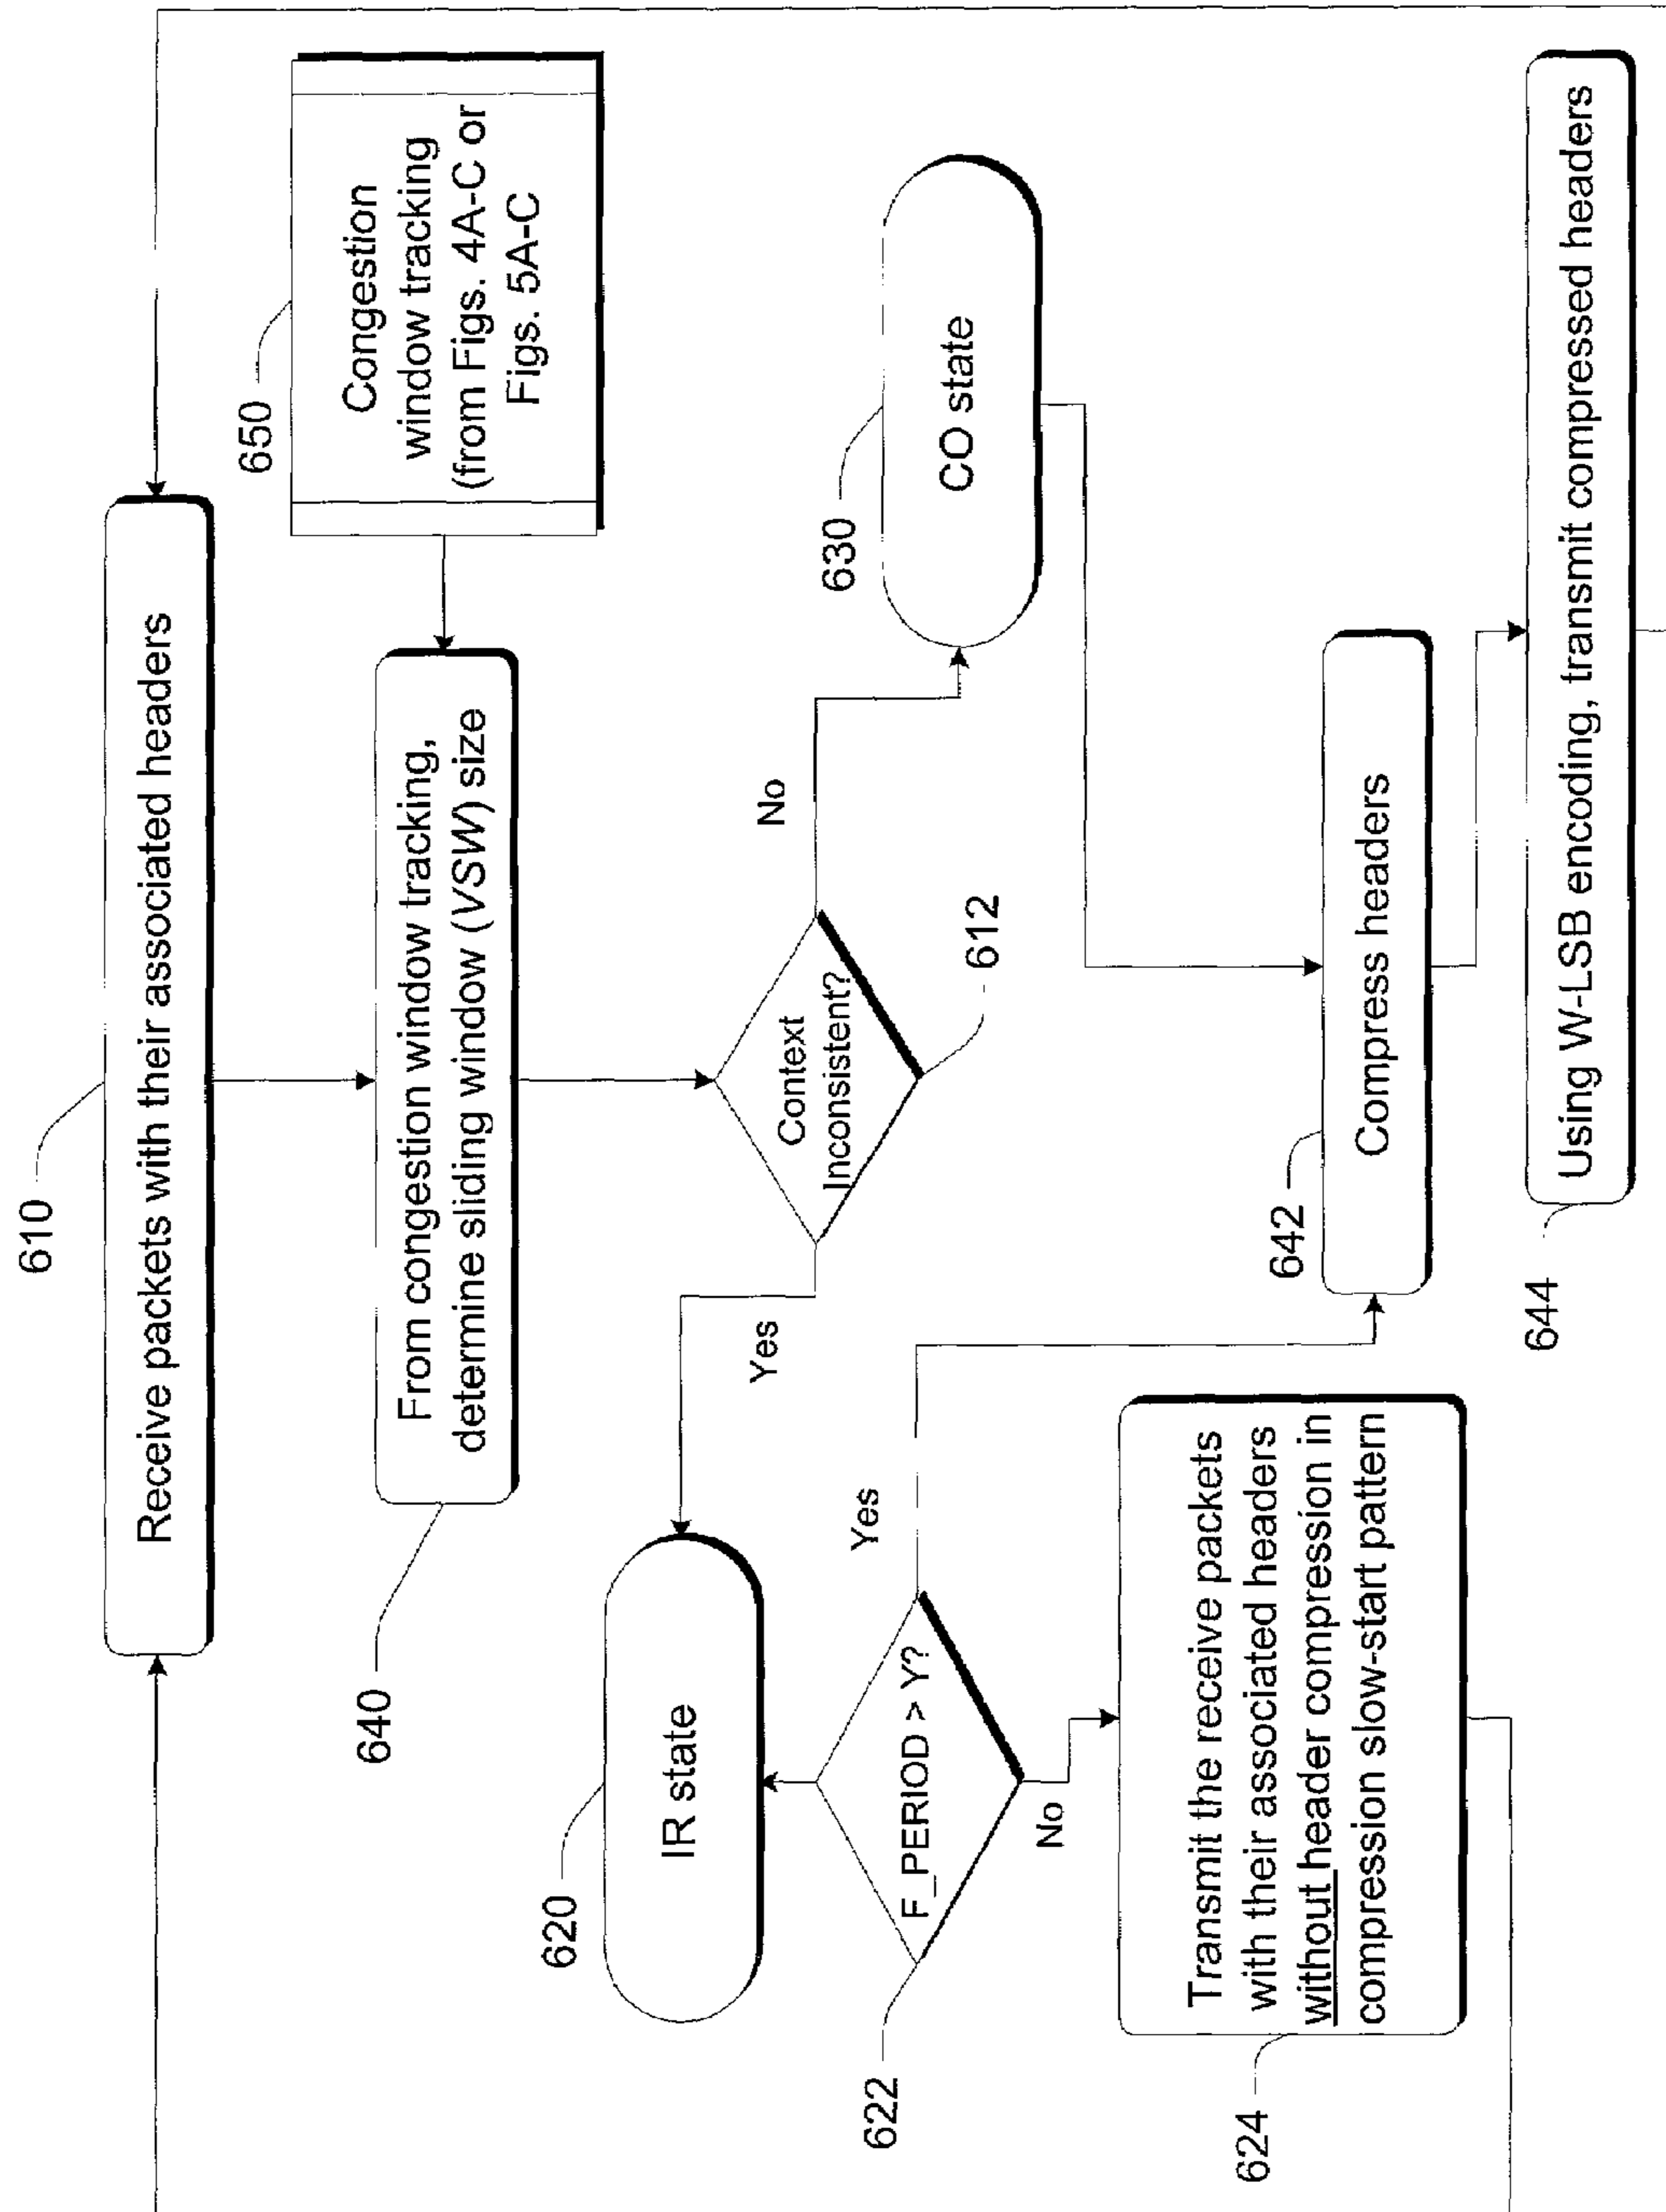 610
Receive packets with their associated headers
650
Congestion
window tracking
(from Figs. 4A-C or
Figs. 5A-C
640
From congestion window tracking,
determine sliding window (VSW) size
Context
Inconsistent?
612
Yes
No
620
IR state
630
CO state
622
F_PERIOD > Y?
Yes
No
624
Transmit the receive packets
with their associated headers
without header compression in
compression slow-start pattern
642
Compress headers
644
Using W-LSB encoding, transmit compressed headers